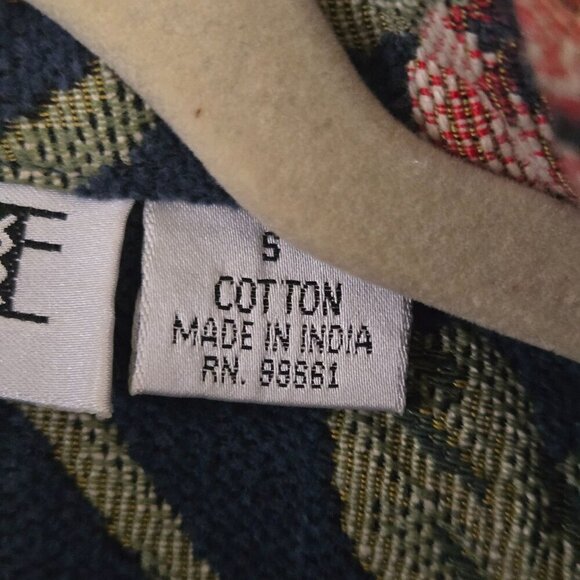 S
COTTON
MADE IN INDIA
RN. 99661